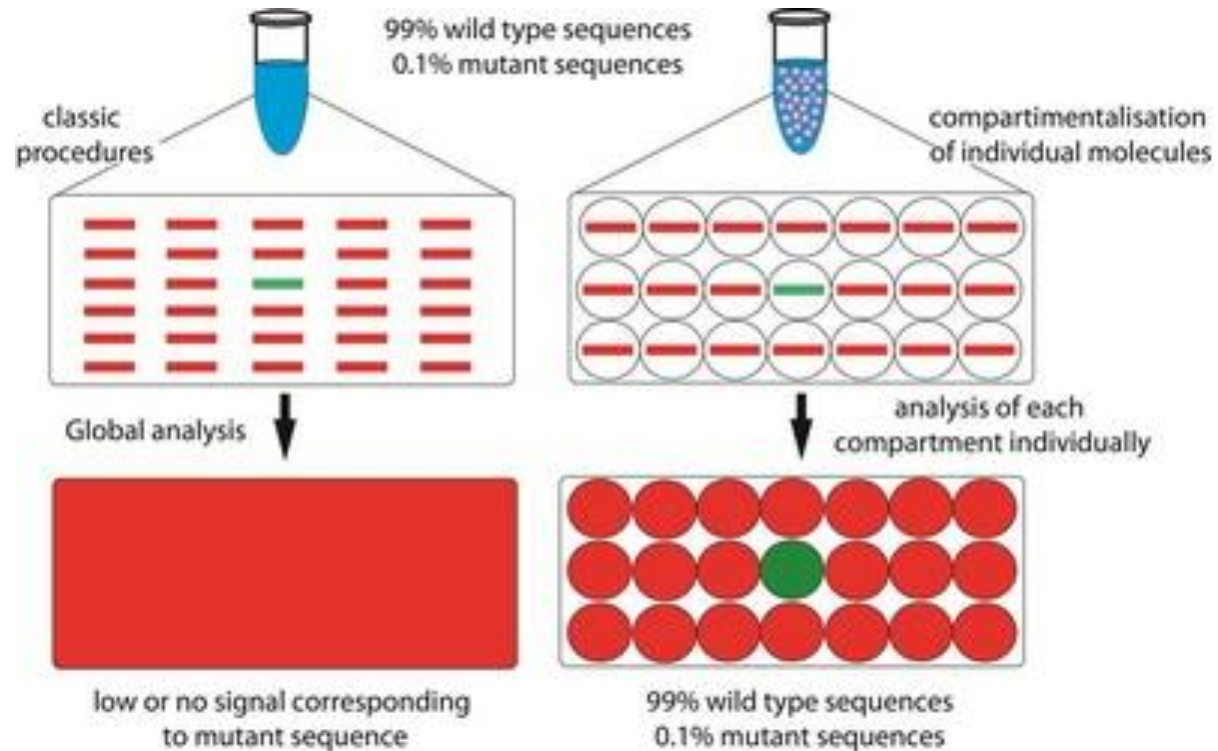 99% wild type sequences
0.1% mutant sequences
classic
procedures
compartimentalisation
of individual molecules
Global analysis
analysis of each
compartment individually
low or no signal corresponding
to mutant sequence
99% wild type sequences
0.1% mutant sequences